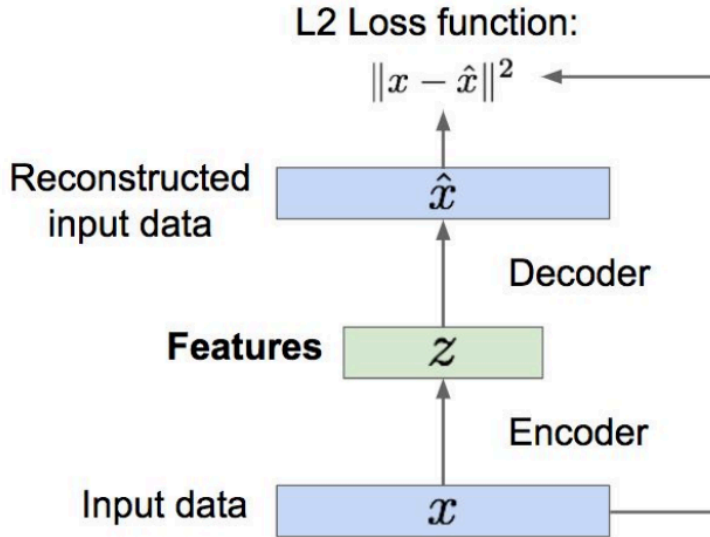 L2 Loss function:
‖x − x̂‖²
Reconstructed
input data
x̂
Decoder
Features
z
Encoder
Input data
x